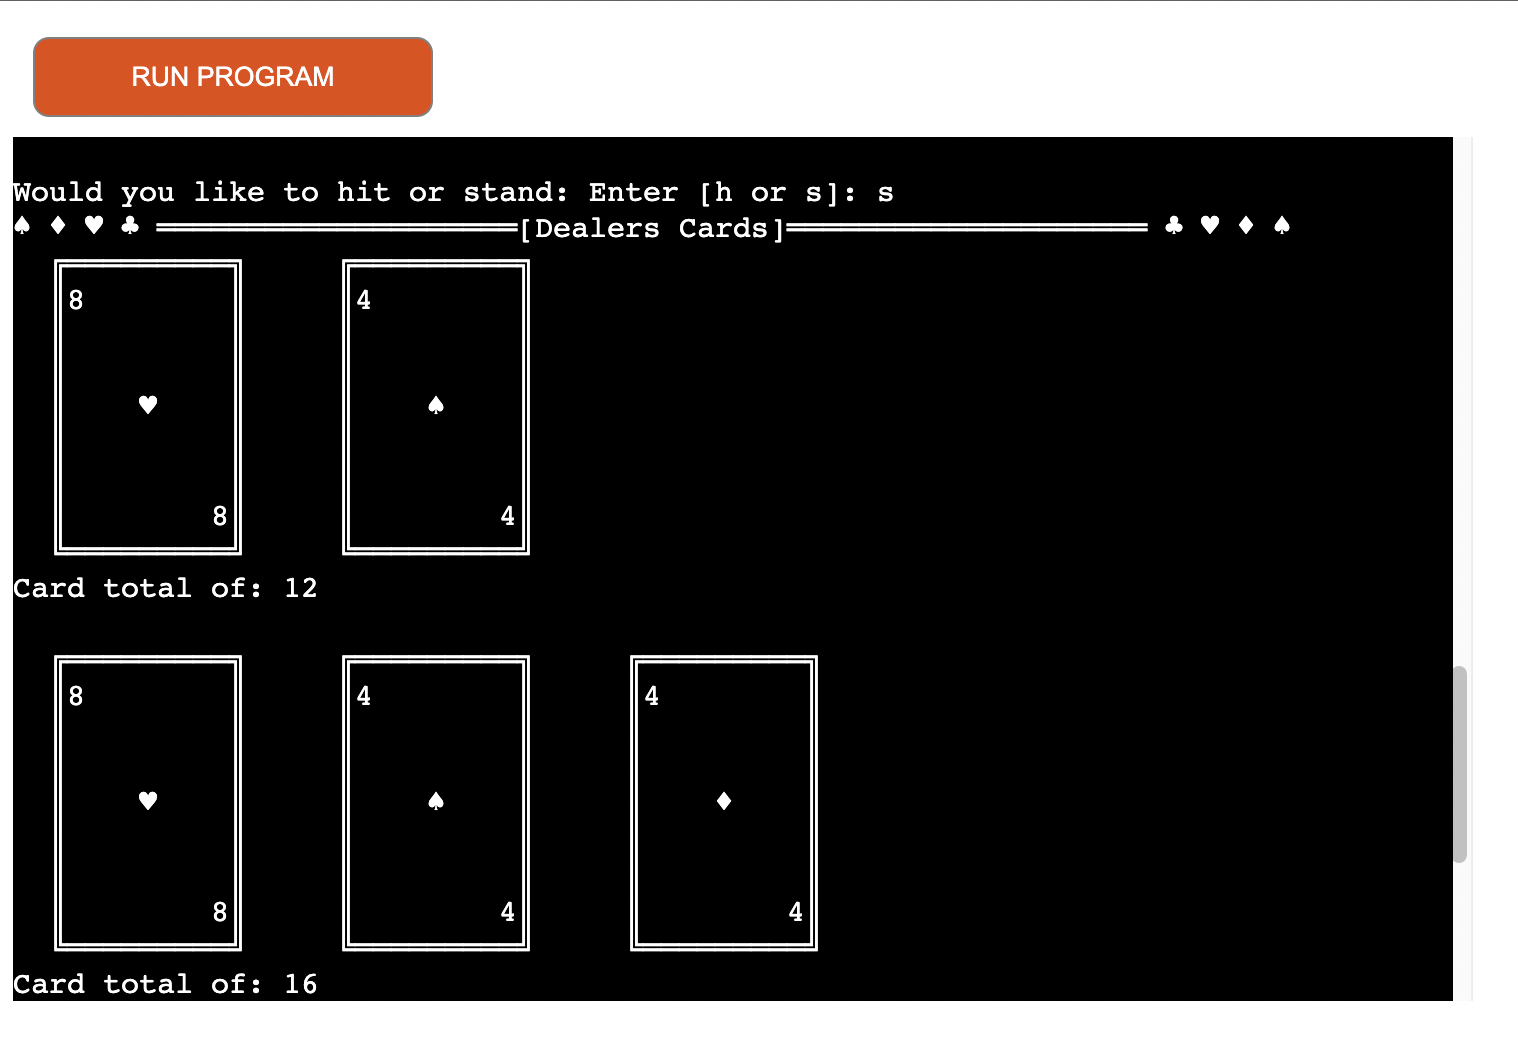 RUN PROGRAM
Would you like to hit or stand: Enter [h or s]: s
♠ ♦ ♥ ♣ ════════════════════[Dealers Cards]════════════════════ ♣ ♥ ♦ ♠
8 4
♥ ♠
8 4
Card total of: 12
8 4 4
♥ ♠ ♦
8 4 4
Card total of: 16